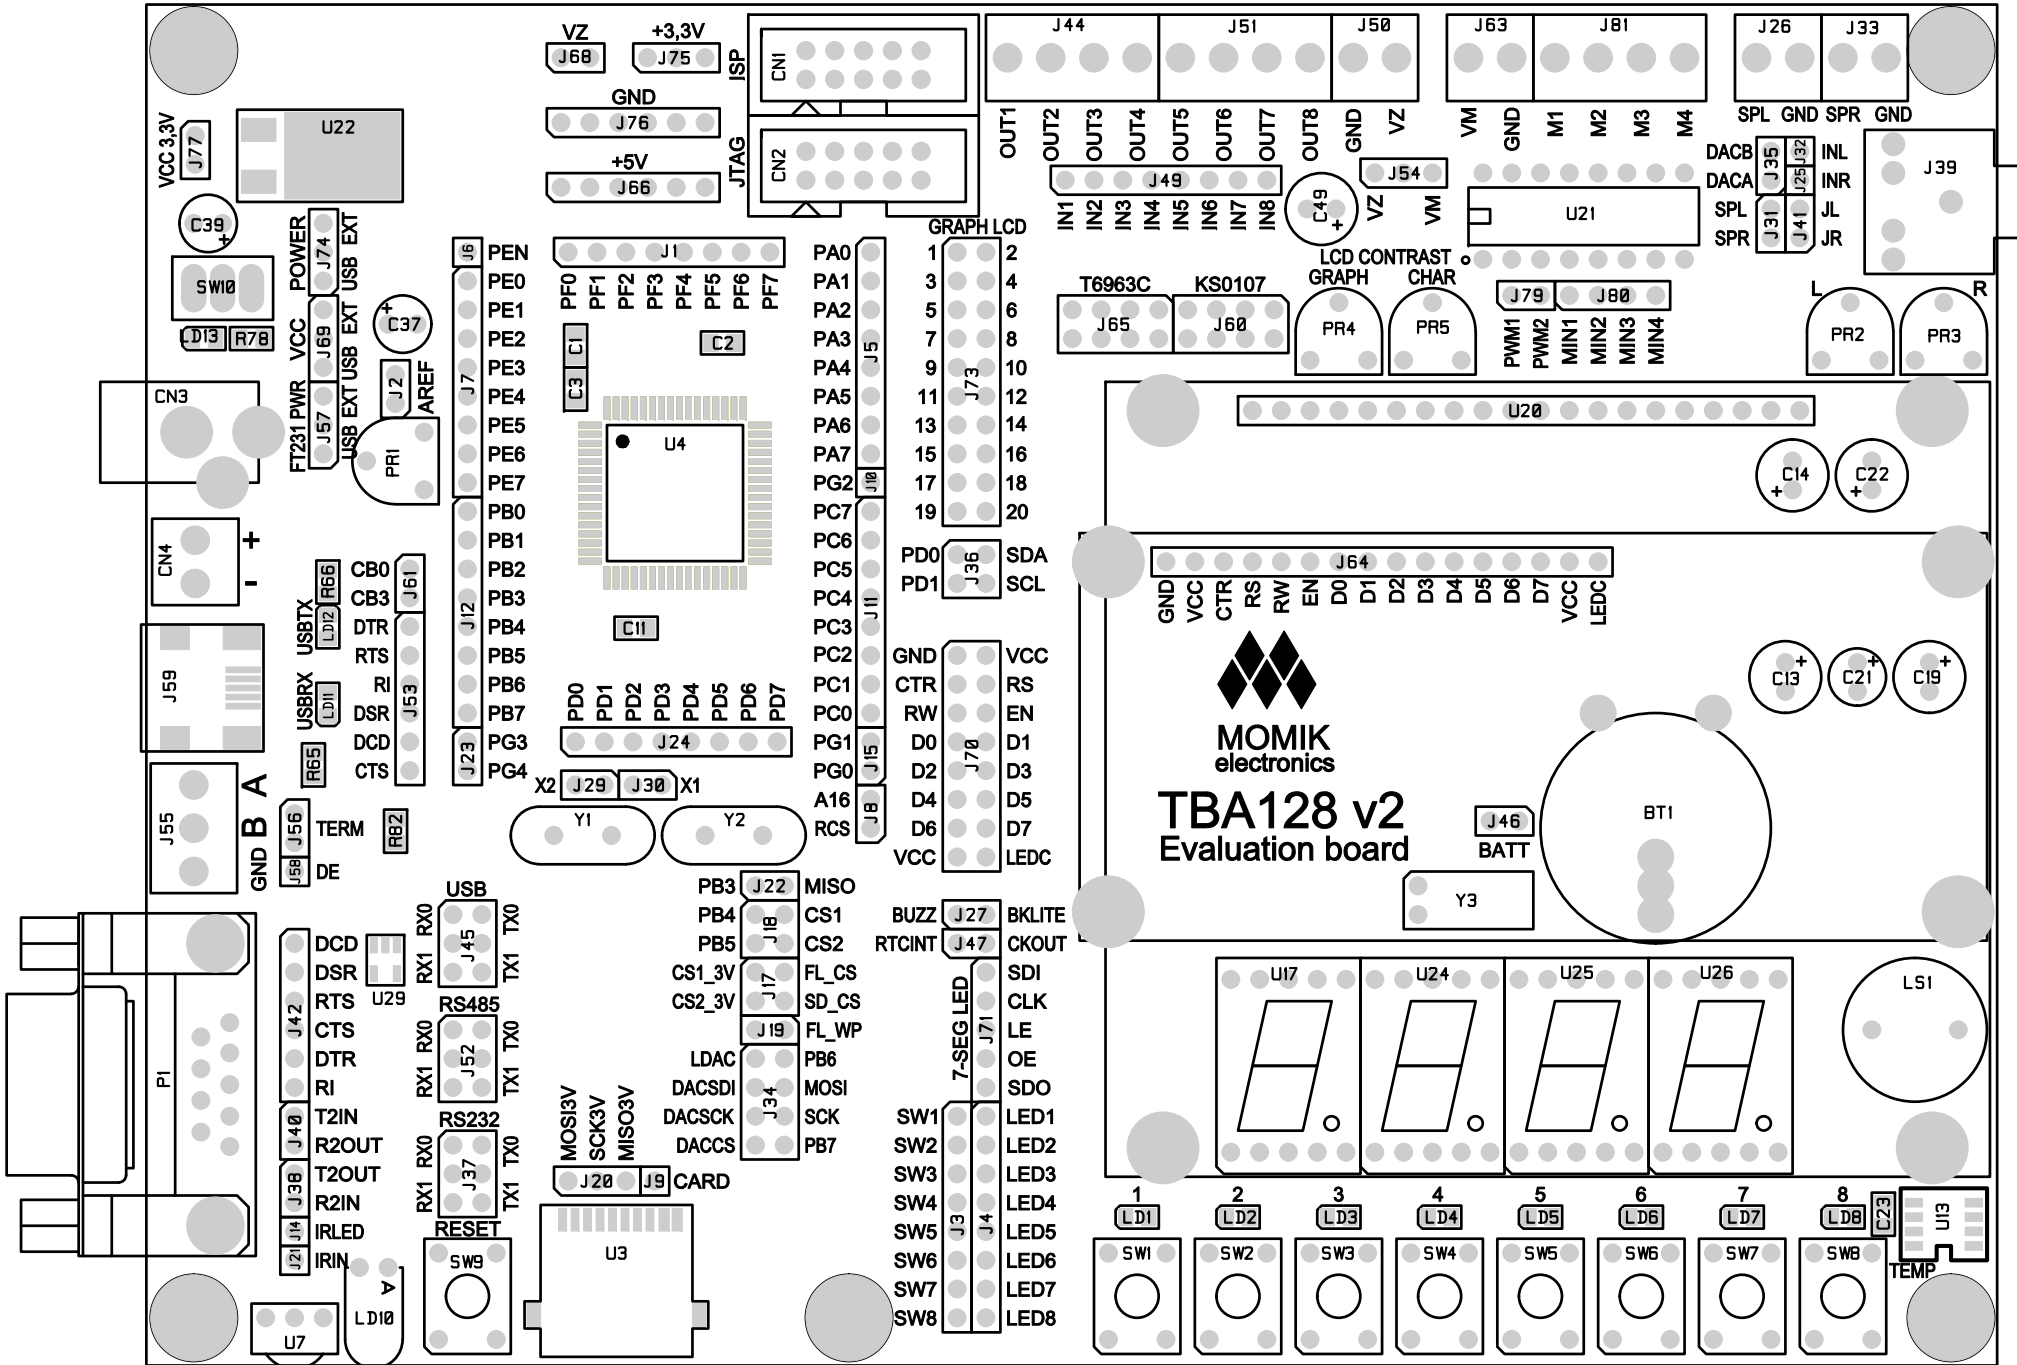 VZ
J68
+3,3V
J75
ISP
CN1
J44
J51
J50
J63
J81
J26
J33
GND
J76
+5V
J66
JTAG
CN2
OUT1 OUT2 OUT3 OUT4 OUT5 OUT6 OUT7 OUT8 GND VZ
VM GND M1 M2 M3 M4
SPL GND SPR GND
VCC 3,3V
J77
U22
J49
IN1 IN2 IN3 IN4 IN5 IN6 IN7 IN8
C49
+
J54
VZ VM
U21
DACB J35 J32 INL
DACA J25 INR
SPL J31 J41 JL
SPR JR
J39
C39
+
POWER
J74
USB EXT
SW10
LD13
R78
VCC
J69
USB EXT
C37
+
J2
AREF
CN3
FT231 PWR
J57
USB EXT
PR1
J6 PEN
PE0
PE1
PE2
PE3
J7
PE4
PE5
PE6
PE7
PB0
PB1
PB2
PB3
J12
PB4
PB5
PB6
PB7
J23
PG3
PG4
J1
PF0 PF1 PF2 PF3 PF4 PF5 PF6 PF7
C1
C2
C3
U4
C11
PD0 PD1 PD2 PD3 PD4 PD5 PD6 PD7
J24
X2 J29 J30 X1
Y1
Y2
PA0
PA1
PA2
PA3
J5
PA4
PA5
PA6
PA7
PG2 J10
PC7
PC6
PC5
PC4
J11
PC3
PC2
PC1
PC0
PG1
J15
PG0
A16
J8
RCS
GRAPH LCD
1 2
3 4
5 6
7 8
9 10
J73
11 12
13 14
15 16
17 18
19 20
PD0 SDA
J36
PD1 SCL
GND VCC
CTR RS
RW EN
D0 D1
J70
D2 D3
D4 D5
D6 D7
VCC LEDC
T6963C
J65
KS0107
J60
LCD CONTRAST
GRAPH CHAR
PR4
PR5
J79
J80
PWM1 PWM2 MIN1 MIN2 MIN3 MIN4
L
PR2
R
PR3
U20
C14
+
C22
+
J64
GND VCC CTR RS RW EN D0 D1 D2 D3 D4 D5 D6 D7 VCC LEDC
MOMIK
electronics
TBA128 v2
Evaluation board
C13
+
C21
+
C19
+
J46
BATT
BT1
Y3
CN4
+
-
R66
USBTX
LD12
USBRX
LD11
R65
CB0
J61
CB3
DTR
RTS
RI
J53
DSR
DCD
CTS
J59
J55
A
B
GND
J56
TERM
J58
DE
R82
PB3 J22 MISO
PB4 CS1
J18
PB5 CS2
CS1_3V FL_CS
J17
CS2_3V SD_CS
J19 FL_WP
LDAC PB6
DACSDI MOSI
J34
DACSCK SCK
DACCS PB7
BUZZ J27 BKLITE
RTCINT J47 CKOUT
7-SEG LED
SDI
CLK
J71
LE
OE
SDO
SW1 LED1
SW2 LED2
SW3 LED3
SW4 LED4
J3 J4
SW5 LED5
SW6 LED6
SW7 LED7
SW8 LED8
USB
RX0 TX0
J45
RX1 TX1
U29
RS485
RX0 TX0
J52
RX1 TX1
RS232
RX0 TX0
J37
RX1 TX1
P1
DCD
DSR
RTS
J42
CTS
DTR
RI
T2IN
J40
R2OUT
T2OUT
J38
R2IN
J14 IRLED
J21 IRIN
U7
A
LD10
RESET
SW9
MOSI3V SCK3V MISO3V
J20 J9 CARD
U3
U17 U24 U25 U26
LS1
1 2 3 4 5 6 7 8
LD1 LD2 LD3 LD4 LD5 LD6 LD7 LD8
C23
U13
TEMP
SW1 SW2 SW3 SW4 SW5 SW6 SW7 SW8